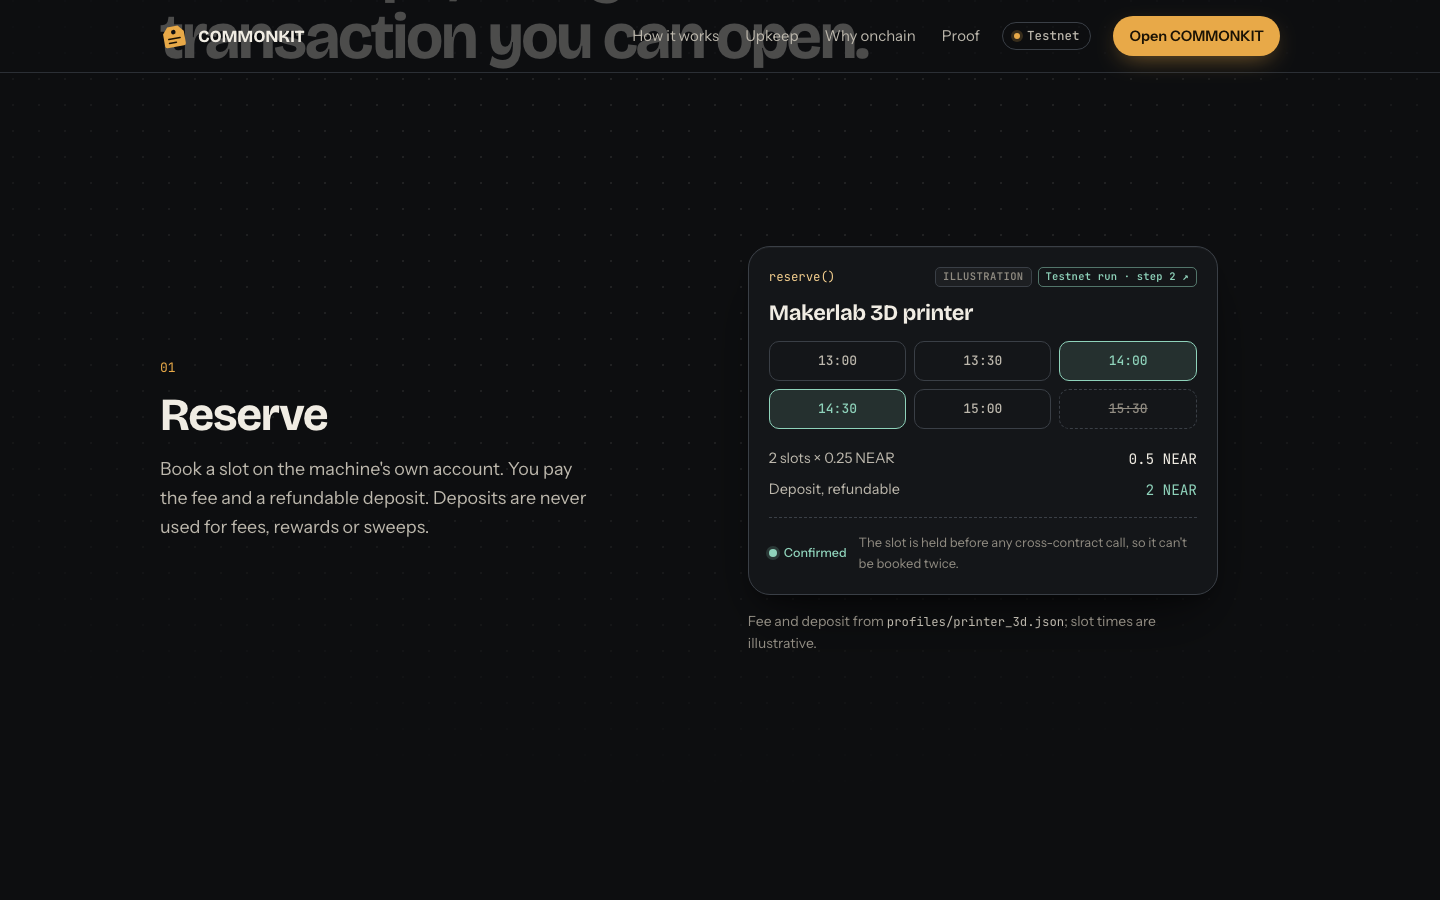 transaction you can open.
COMMONKIT
How it works
Upkeep
Why onchain
Proof
Testnet
Open COMMONKIT
01
Reserve
Book a slot on the machine's own account. You pay
the fee and a refundable deposit. Deposits are never
used for fees, rewards or sweeps.
reserve()
ILLUSTRATION
Testnet run · step 2 ↗
Makerlab 3D printer
13:00
13:30
14:00
14:30
15:00
15:30
2 slots × 0.25 NEAR
0.5 NEAR
Deposit, refundable
2 NEAR
Confirmed
The slot is held before any cross-contract call, so it can't
be booked twice.
Fee and deposit from profiles/printer_3d.json; slot times are
illustrative.